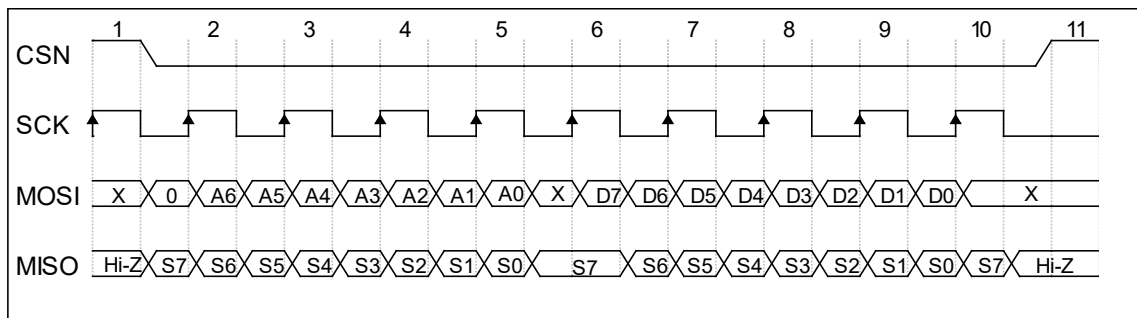 1 2 3 4 5 6 7 8 9 10 11
CSN
SCK
MOSI X 0 A6 A5 A4 A3 A2 A1 A0 X D7 D6 D5 D4 D3 D2 D1 D0 X
MISO Hi-Z S7 S6 S5 S4 S3 S2 S1 S0 S7 S6 S5 S4 S3 S2 S1 S0 S7 Hi-Z